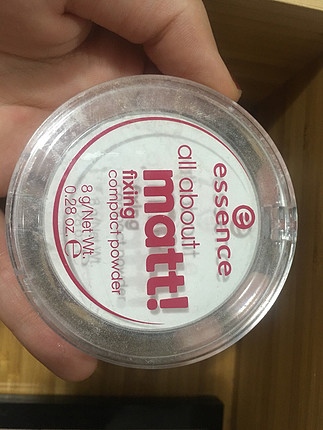 e
essence
all about
matt!
fixing
compact powder
8 g/Net Wt.
0.28 oz. e